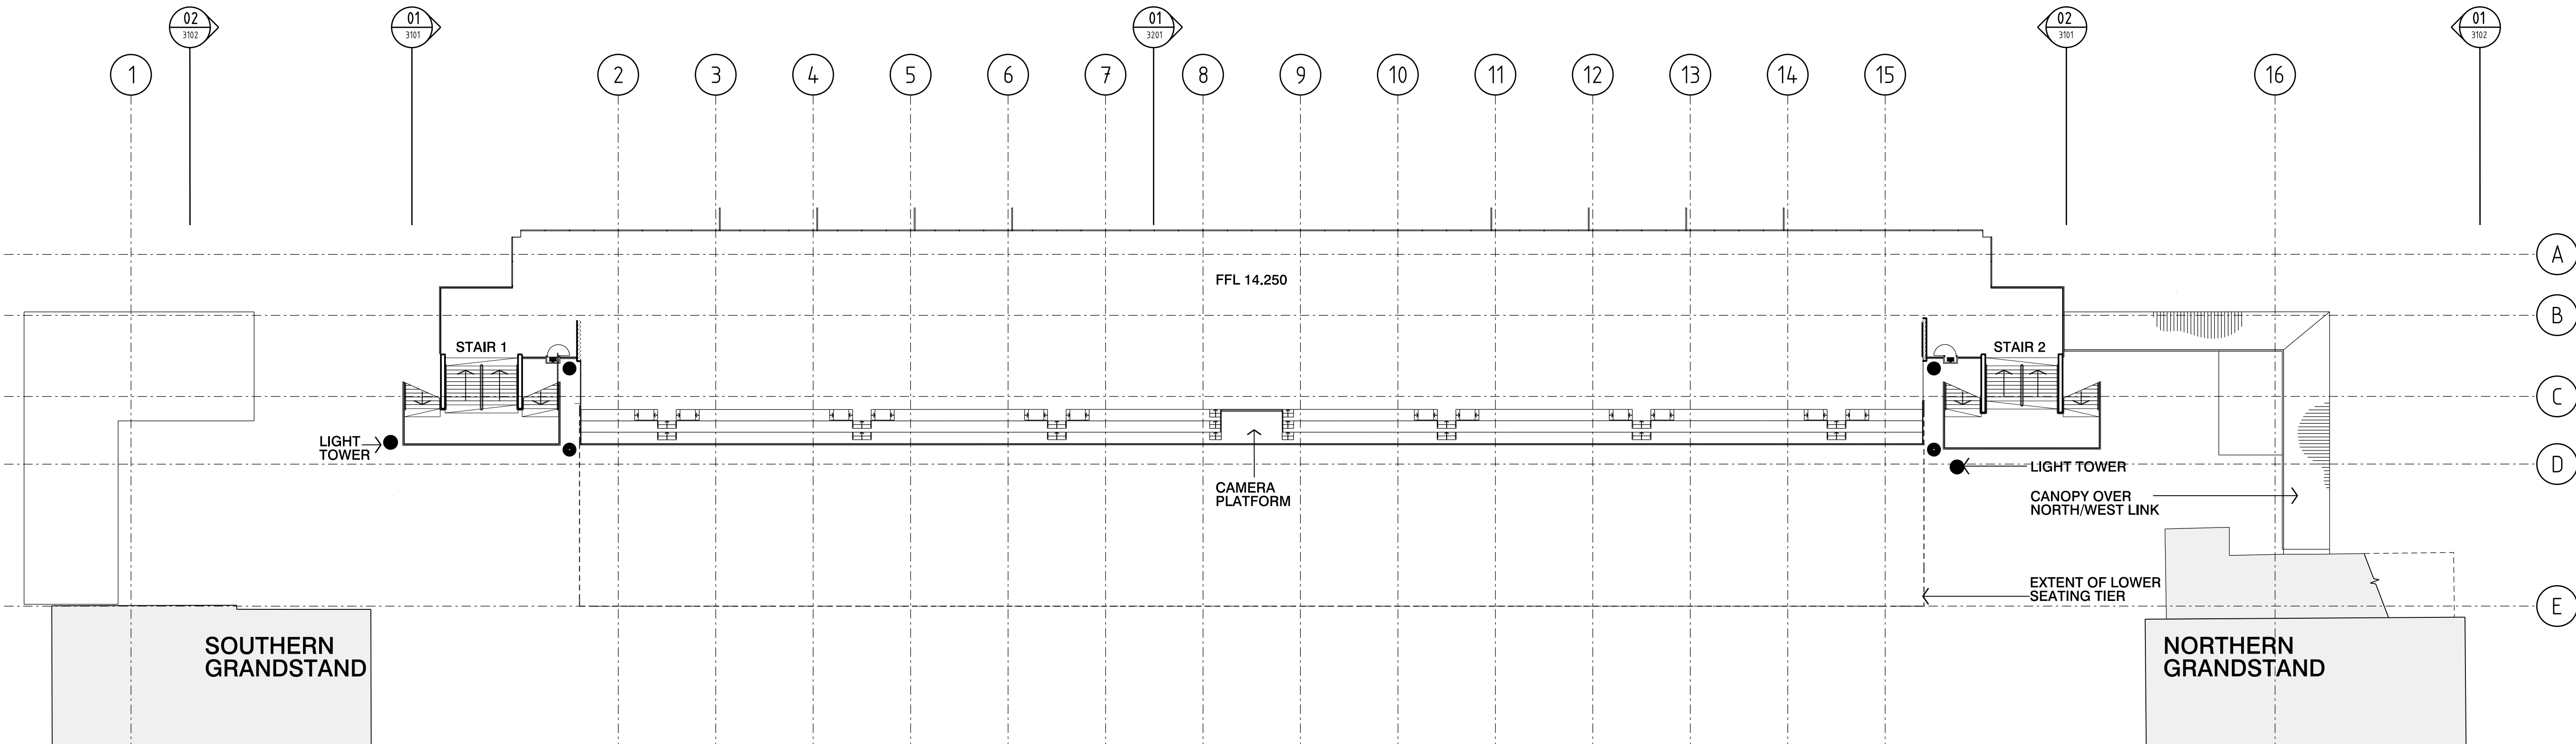 02
3102
01
3101
01
3201
02
3101
01
3102
1
2
3
4
5
6
7
8
9
10
11
12
13
14
15
16
A
FFL 14.250
B
STAIR 1
STAIR 2
C
LIGHT
TOWER
D
LIGHT TOWER
CAMERA
PLATFORM
CANOPY OVER
NORTH/WEST LINK
EXTENT OF LOWER
SEATING TIER
E
SOUTHERN
GRANDSTAND
NORTHERN
GRANDSTAND